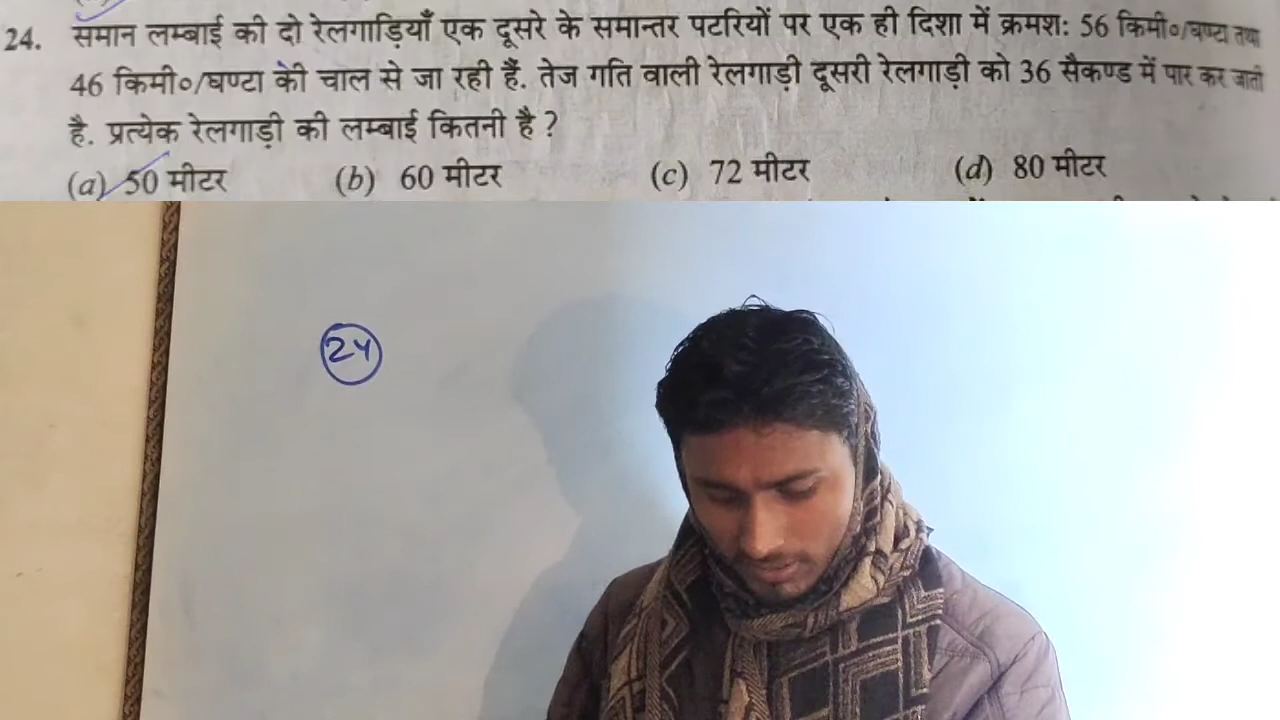 24. समान लम्बाई की दो रेलगाड़ियाँ एक दूसरे के समान्तर पटरियों पर एक ही दिशा में क्रमश: 56 किमी०/घण्टा तथा
46 किमी०/घण्टा की चाल से जा रही हैं. तेज गति वाली रेलगाड़ी दूसरी रेलगाड़ी को 36 सैकण्ड में पार कर जाती
है. प्रत्येक रेलगाड़ी की लम्बाई कितनी है ?
(a) 50 मीटर (b) 60 मीटर (c) 72 मीटर (d) 80 मीटर
24